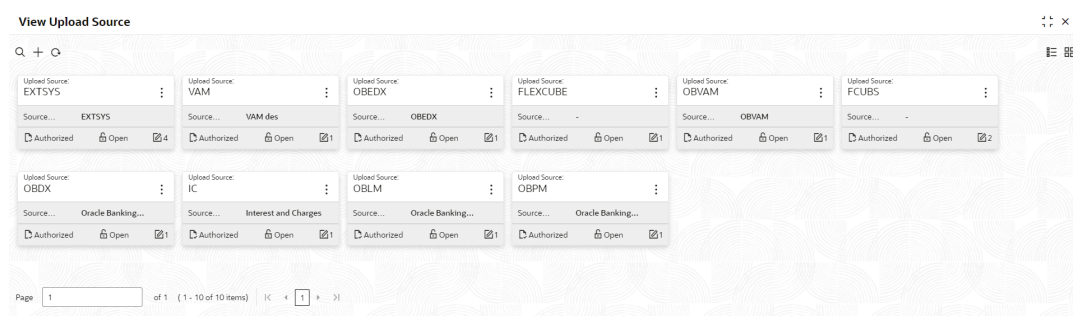 View Upload Source
Upload Source: Upload Source: Upload Source: Upload Source: Upload Source: Upload Source:
EXTSYS VAM OBEDX FLEXCUBE OBVAM FCUBS
Source... EXTSYS Source... VAM des Source... OBEDX Source... - Source... OBVAM Source... -
Authorized Open 4 Authorized Open 1 Authorized Open 1 Authorized Open 1 Authorized Open 1 Authorized Open 2
Upload Source: Upload Source: Upload Source: Upload Source:
OBDX IC OBLM OBPM
Source... Oracle Banking... Source... Interest and Charges Source... Oracle Banking... Source... Oracle Banking...
Authorized Open 1 Authorized Open 1 Authorized Open 1 Authorized Open 1
Page 1 of 1 ( 1 - 10 of 10 items) 1